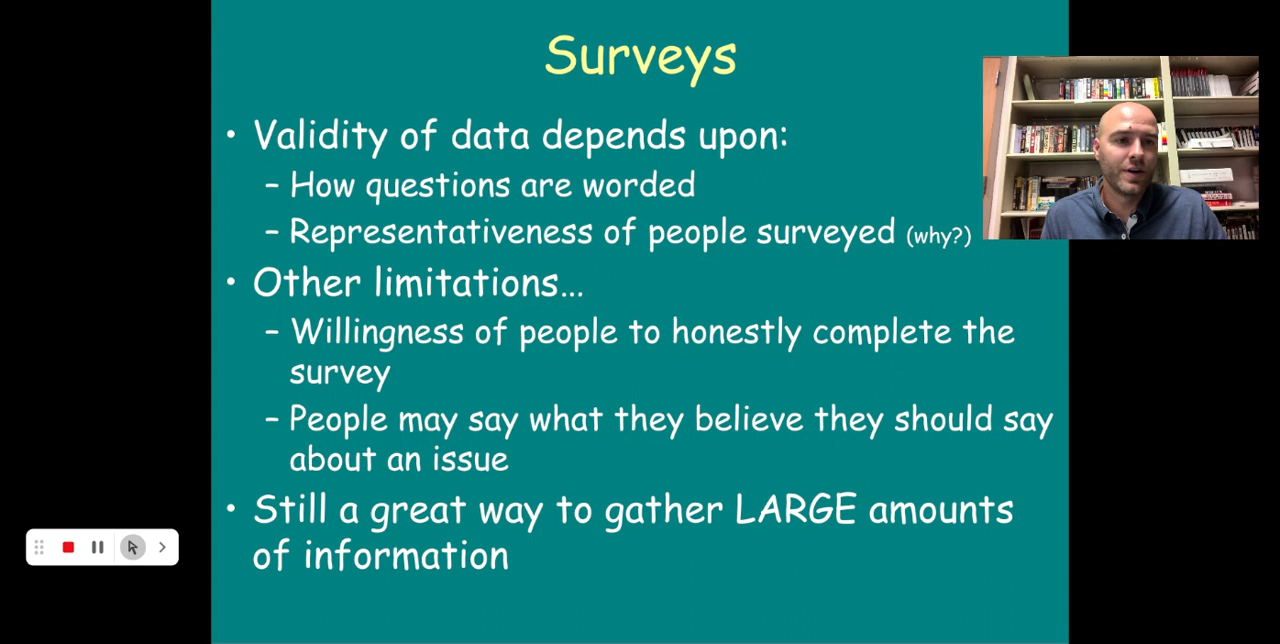 Surveys
• Validity of data depends upon:
– How questions are worded
– Representativeness of people surveyed (why?)
• Other limitations…
– Willingness of people to honestly complete the
survey
– People may say what they believe they should say
about an issue
• Still a great way to gather LARGE amounts
of information